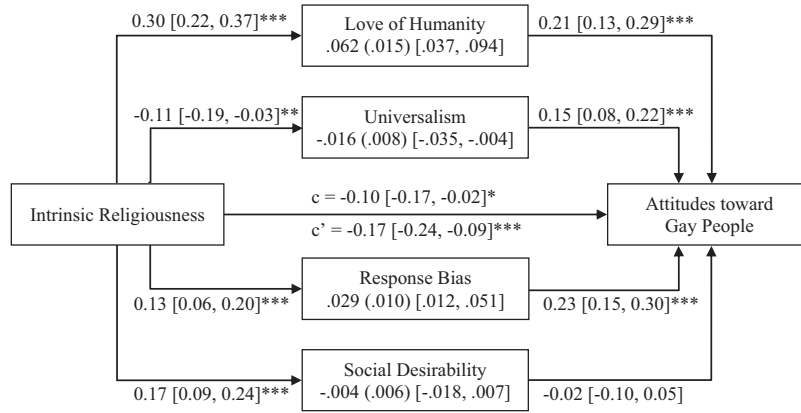 0.30 [0.22, 0.37]***
Love of Humanity
.062 (.015) [.037, .094]
0.21 [0.13, 0.29]***
-0.11 [-0.19, -0.03]**
Universalism
-.016 (.008) [-.035, -.004]
0.15 [0.08, 0.22]***
Intrinsic Religiousness
c = -0.10 [-0.17, -0.02]*
c’ = -0.17 [-0.24, -0.09]***
Attitudes toward
Gay People
0.13 [0.06, 0.20]***
Response Bias
.029 (.010) [.012, .051]
0.23 [0.15, 0.30]***
0.17 [0.09, 0.24]***
Social Desirability
-.004 (.006) [-.018, .007]
-0.02 [-0.10, 0.05]